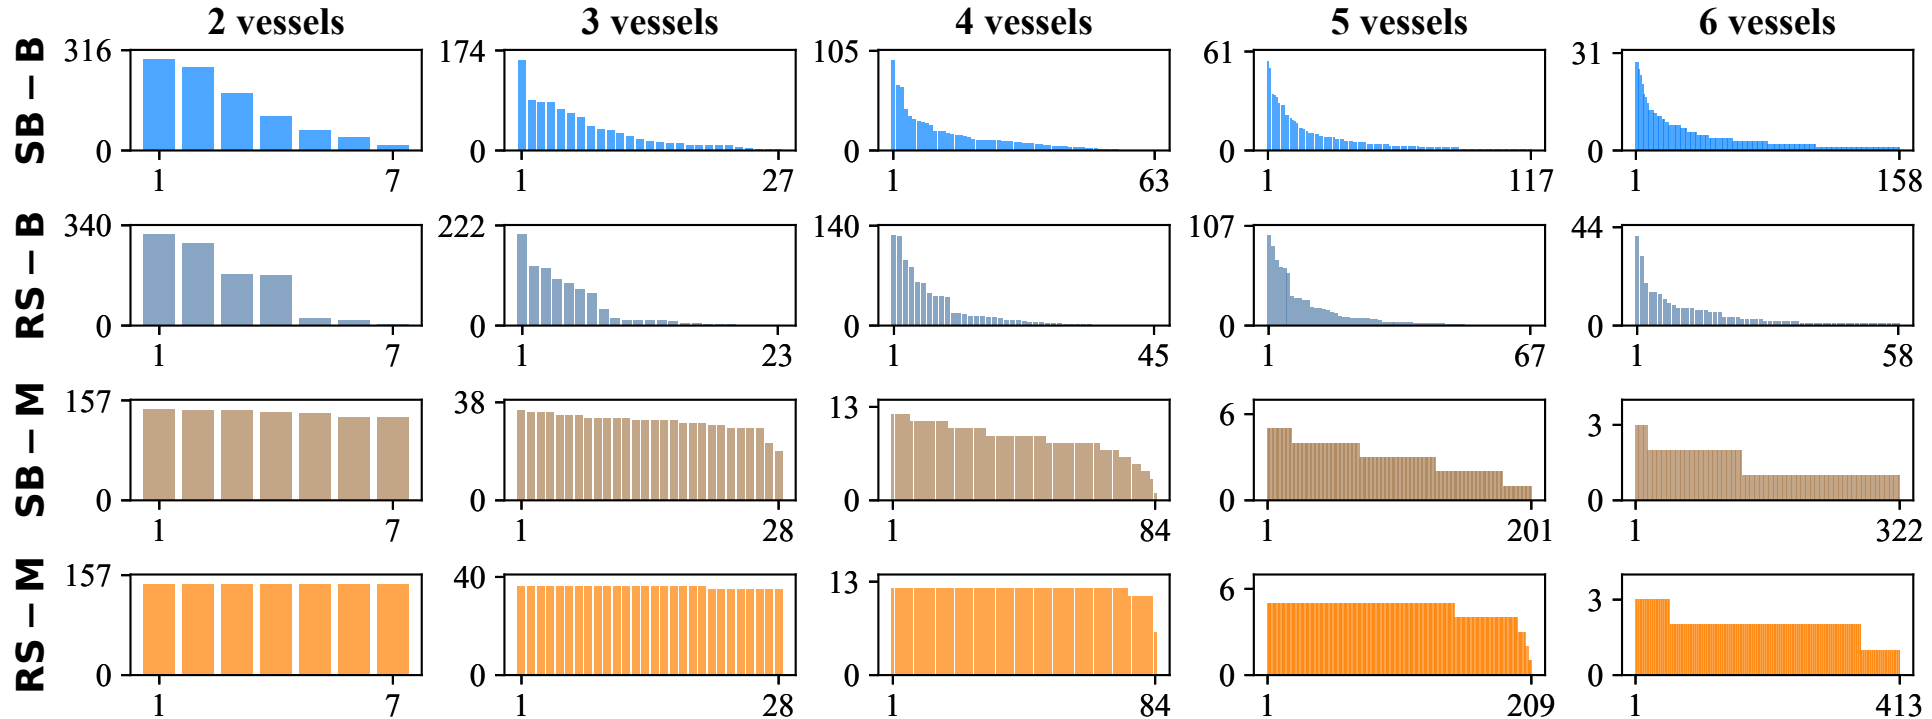 2 vessels 3 vessels 4 vessels 5 vessels 6 vessels
SB − B
316 0 1 7
174 0 1 27
105 0 1 63
61 0 1 117
31 0 1 158
RS − B
340 0 1 7
222 0 1 23
140 0 1 45
107 0 1 67
44 0 1 58
SB − M
157 0 1 7
38 0 1 28
13 0 1 84
6 0 1 201
3 0 1 322
RS − M
157 0 1 7
40 0 1 28
13 0 1 84
6 0 1 209
3 0 1 413